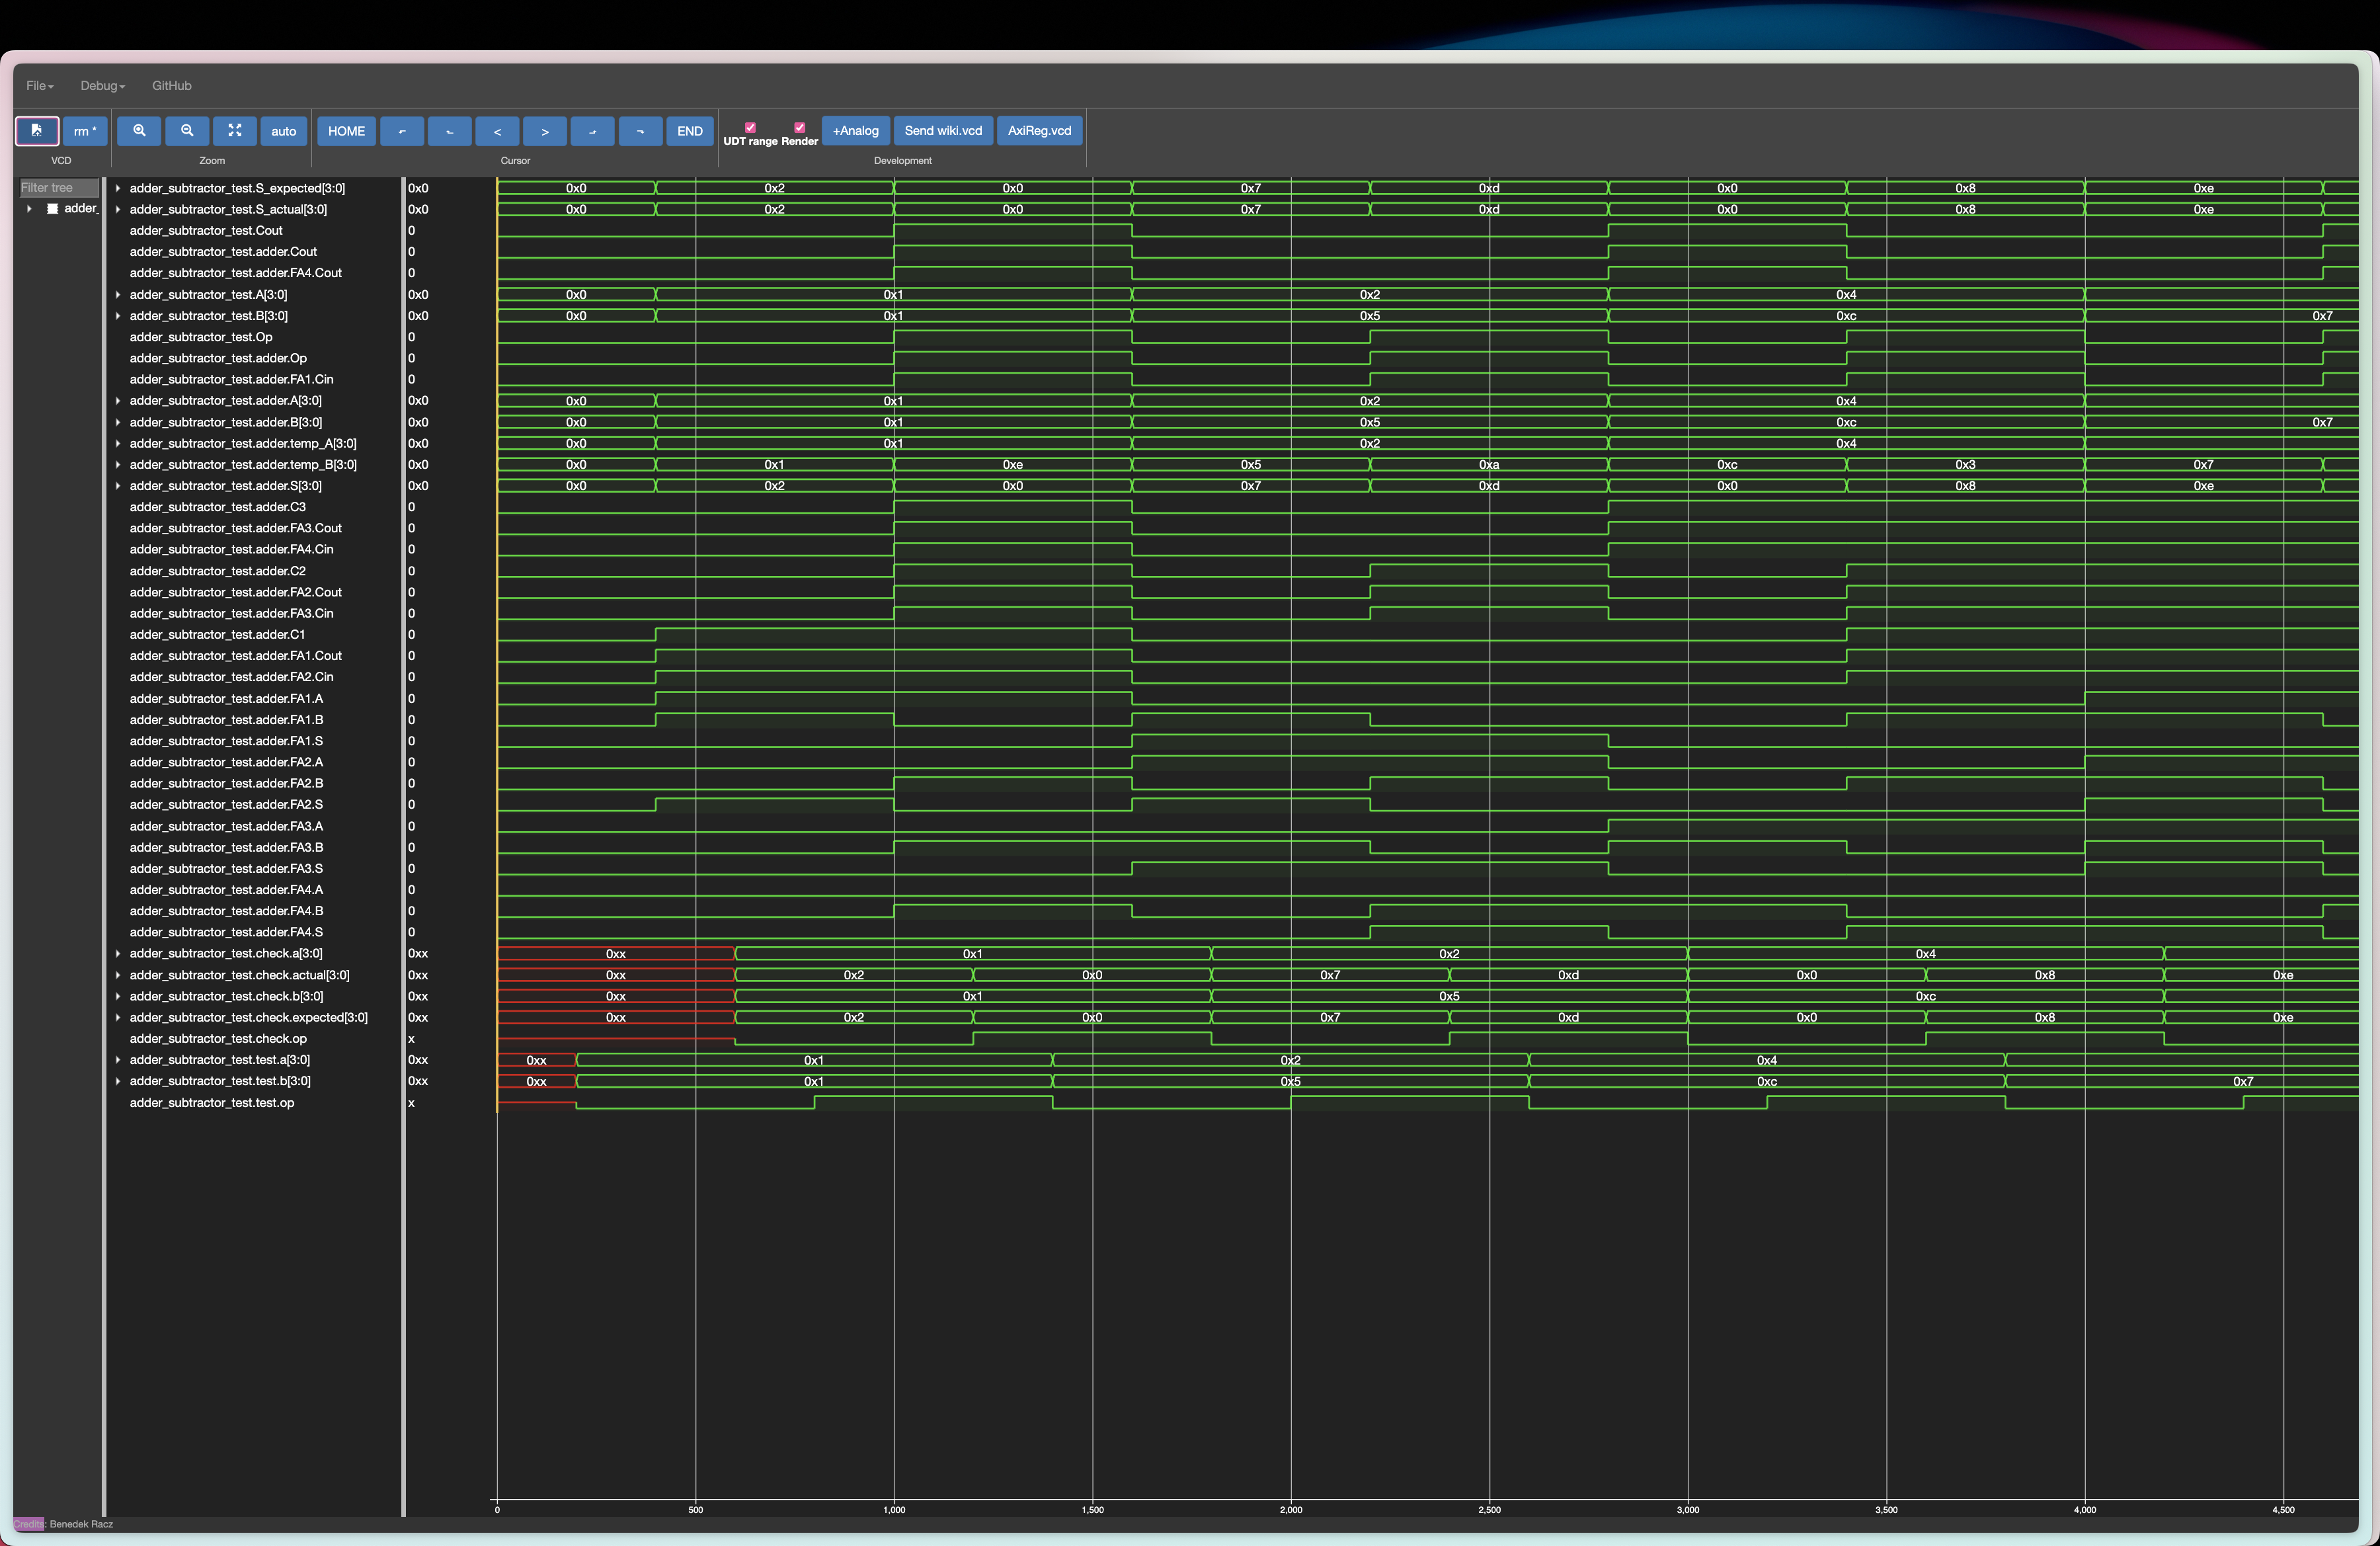 File Debug GitHub
rm * auto HOME < > END UDT range Render +Analog Send wiki.vcd AxiReg.vcd
VCD Zoom Cursor Development
Filter tree
adder_
adder_subtractor_test.S_expected[3:0] 0x0 0x0 0x2 0x0 0x7 0xd 0x0 0x8 0xe
adder_subtractor_test.S_actual[3:0] 0x0 0x0 0x2 0x0 0x7 0xd 0x0 0x8 0xe
adder_subtractor_test.Cout 0
adder_subtractor_test.adder.Cout 0
adder_subtractor_test.adder.FA4.Cout 0
adder_subtractor_test.A[3:0] 0x0 0x0 0x1 0x2 0x4
adder_subtractor_test.B[3:0] 0x0 0x0 0x1 0x5 0xc 0x7
adder_subtractor_test.Op 0
adder_subtractor_test.adder.Op 0
adder_subtractor_test.adder.FA1.Cin 0
adder_subtractor_test.adder.A[3:0] 0x0 0x0 0x1 0x2 0x4
adder_subtractor_test.adder.B[3:0] 0x0 0x0 0x1 0x5 0xc 0x7
adder_subtractor_test.adder.temp_A[3:0] 0x0 0x0 0x1 0x2 0x4
adder_subtractor_test.adder.temp_B[3:0] 0x0 0x0 0x1 0xe 0x5 0xa 0xc 0x3 0x7
adder_subtractor_test.adder.S[3:0] 0x0 0x0 0x2 0x0 0x7 0xd 0x0 0x8 0xe
adder_subtractor_test.adder.C3 0
adder_subtractor_test.adder.FA3.Cout 0
adder_subtractor_test.adder.FA4.Cin 0
adder_subtractor_test.adder.C2 0
adder_subtractor_test.adder.FA2.Cout 0
adder_subtractor_test.adder.FA3.Cin 0
adder_subtractor_test.adder.C1 0
adder_subtractor_test.adder.FA1.Cout 0
adder_subtractor_test.adder.FA2.Cin 0
adder_subtractor_test.adder.FA1.A 0
adder_subtractor_test.adder.FA1.B 0
adder_subtractor_test.adder.FA1.S 0
adder_subtractor_test.adder.FA2.A 0
adder_subtractor_test.adder.FA2.B 0
adder_subtractor_test.adder.FA2.S 0
adder_subtractor_test.adder.FA3.A 0
adder_subtractor_test.adder.FA3.B 0
adder_subtractor_test.adder.FA3.S 0
adder_subtractor_test.adder.FA4.A 0
adder_subtractor_test.adder.FA4.B 0
adder_subtractor_test.adder.FA4.S 0
adder_subtractor_test.check.a[3:0] 0xx 0xx 0x1 0x2 0x4
adder_subtractor_test.check.actual[3:0] 0xx 0xx 0x2 0x0 0x7 0xd 0x0 0x8 0xe
adder_subtractor_test.check.b[3:0] 0xx 0xx 0x1 0x5 0xc
adder_subtractor_test.check.expected[3:0] 0xx 0xx 0x2 0x0 0x7 0xd 0x0 0x8 0xe
adder_subtractor_test.check.op x
adder_subtractor_test.test.a[3:0] 0xx 0xx 0x1 0x2 0x4
adder_subtractor_test.test.b[3:0] 0xx 0xx 0x1 0x5 0xc 0x7
adder_subtractor_test.test.op x
0 500 1,000 1,500 2,000 2,500 3,000 3,500 4,000 4,500
Credits: Benedek Racz